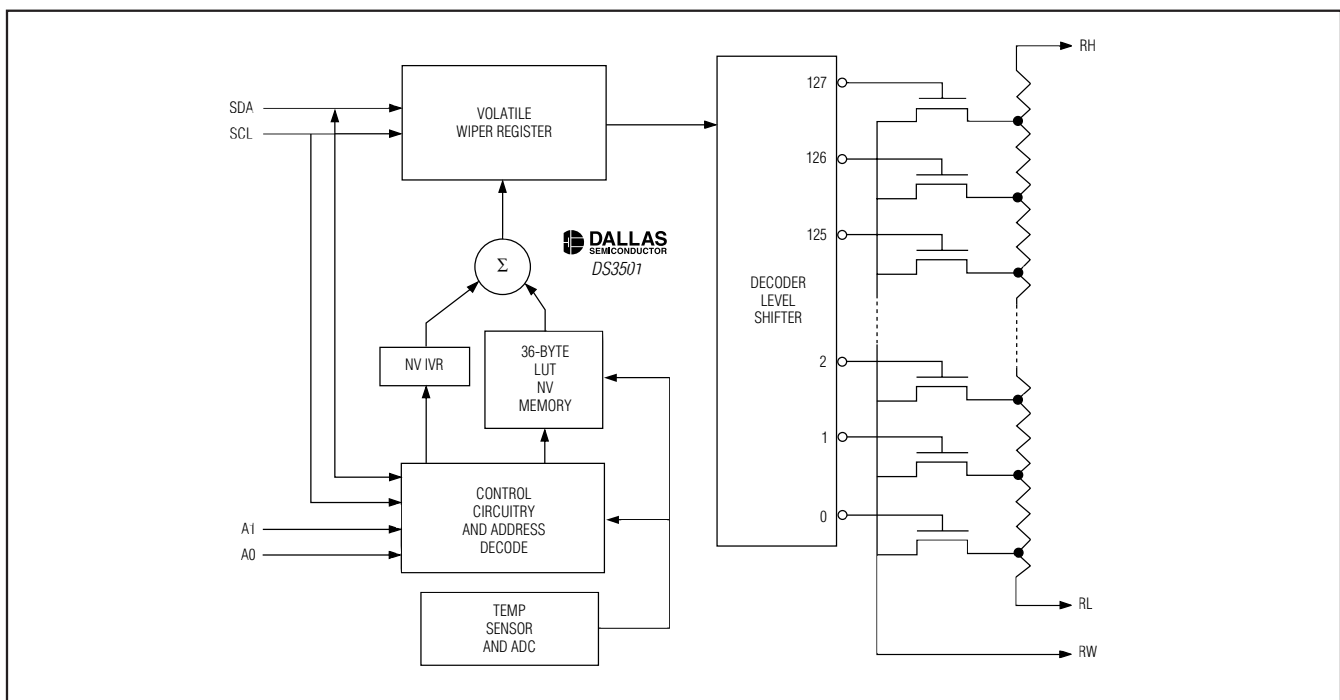 SDA
SCL
VOLATILE
WIPER REGISTER
Σ
DALLAS
SEMICONDUCTOR
DS3501
NV IVR
36-BYTE
LUT
NV
MEMORY
CONTROL
CIRCUITRY
AND ADDRESS
DECODE
A1
A0
TEMP
SENSOR
AND ADC
DECODER
LEVEL
SHIFTER
127
126
125
2
1
0
RH
RL
RW